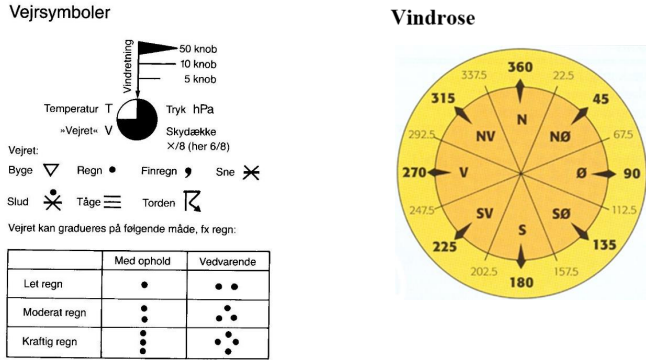 Vejrsymboler
Vindretning
50 knob
10 knob
5 knob
Temperatur T
Tryk hPa
»Vejret« V
Skydække
×/8 (her 6/8)
Vejret:
Byge
Regn
Finregn
Sne
Slud
Tåge
Torden
Vejret kan gradueres på følgende måde, fx regn:
Med ophold
Vedvarende
Let regn
Moderat regn
Kraftig regn
Vindrose
360
22.5
45
67.5
90
112.5
135
157.5
180
202.5
225
247.5
270
292.5
315
337.5
N
NØ
Ø
SØ
S
SV
V
NV